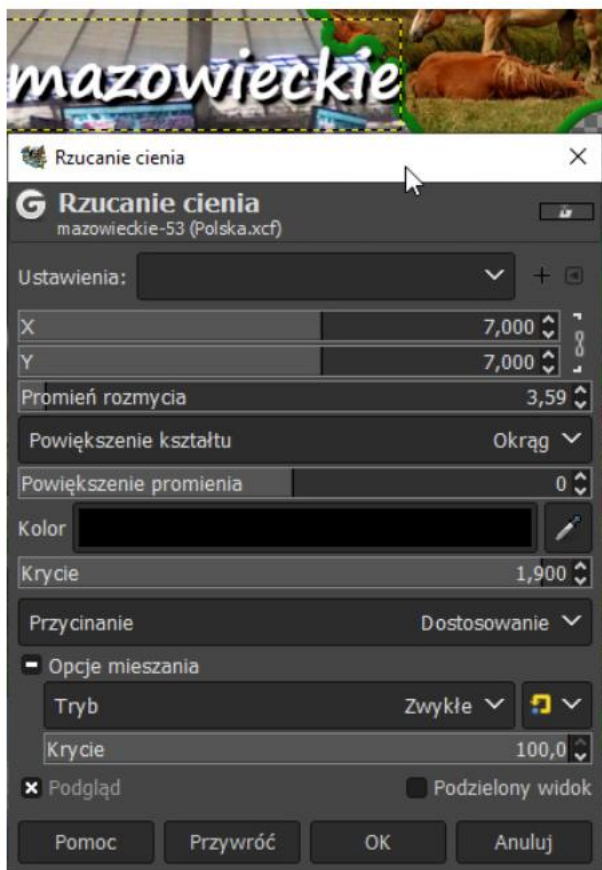 mazowieckie
Rzucanie cienia
Rzucanie cienia
mazowieckie-53 (Polska.xcf)
Ustawienia:
X 7,000
Y 7,000
Promień rozmycia 3,59
Powiększenie kształtu Okrąg
Powiększenie promienia 0
Kolor
Krycie 1,900
Przycinanie Dostosowanie
Opcje mieszania
Tryb Zwykłe
Krycie 100,0
Podgląd Podzielony widok
Pomoc Przywróć OK Anuluj